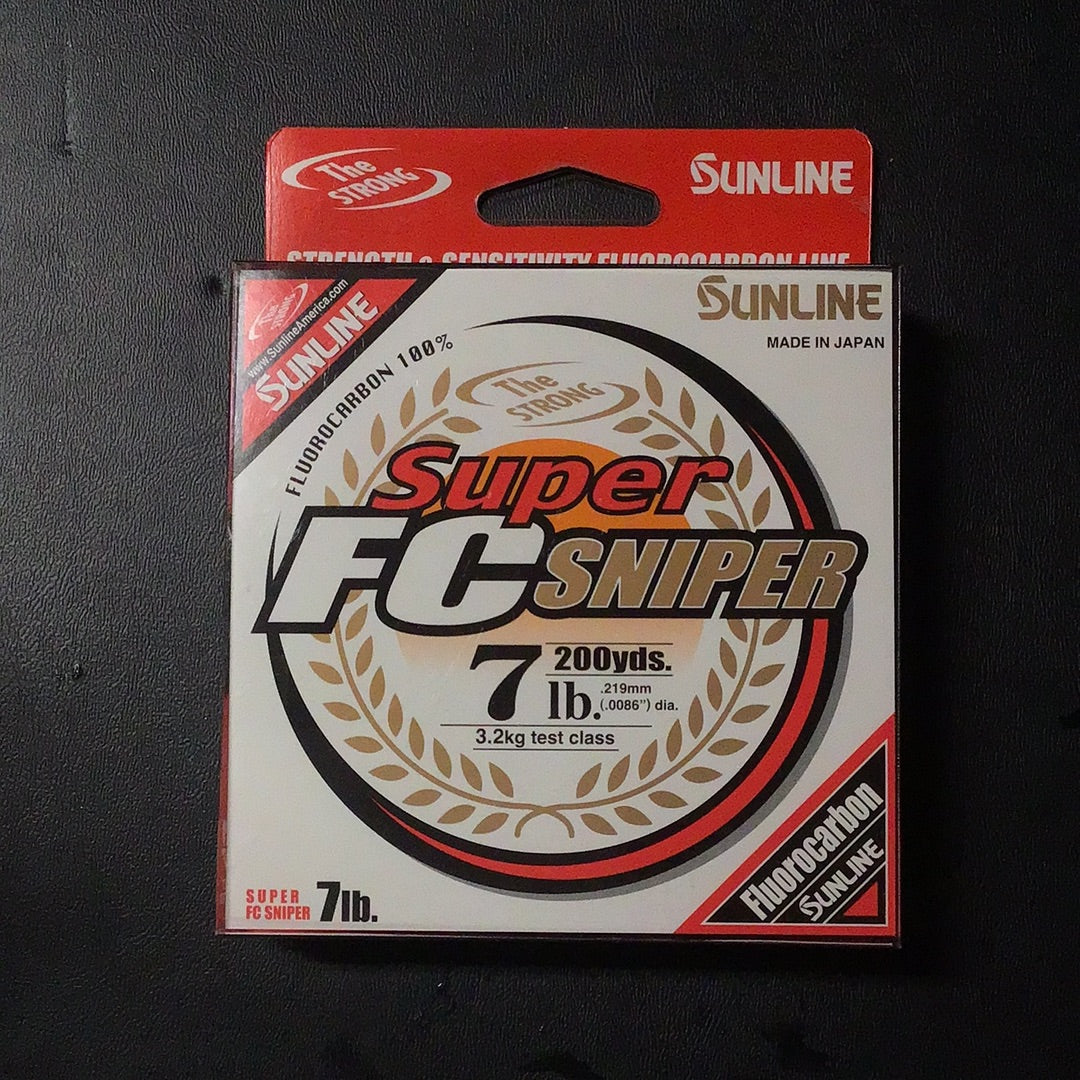 The
STRONG
SUNLINE
STRENGTH & SENSITIVITY FLUOROCARBON LINE
The
STRONG
www.SunlineAmerica.com
SUNLINE
SUNLINE
MADE IN JAPAN
FLUOROCARBON 100%
The
STRONG
Super
FC SNIPER
7 lb.
200yds.
.219mm
(.0086") dia.
3.2kg test class
Fluorocarbon
SUNLINE
SUPER
FC SNIPER 7lb.